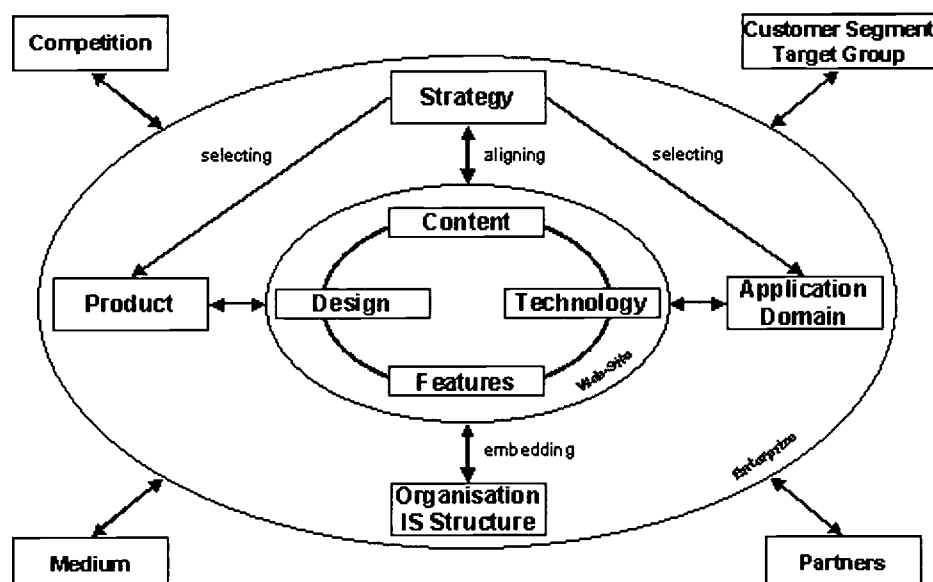 Competition
Customer Segment
Target Group
Strategy
selecting
aligning
selecting
Content
Product
Design
Technology
Application
Domain
Features
Web-Site
embedding
Enterprize
Organisation
IS Structure
Medium
Partners